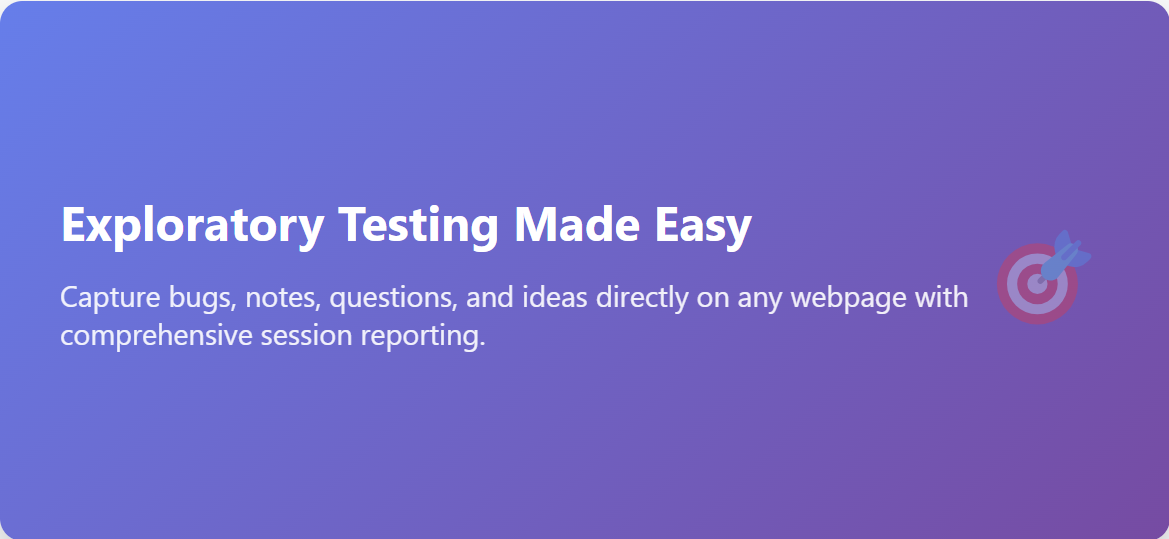 Exploratory Testing Made Easy
Capture bugs, notes, questions, and ideas directly on any webpage with
comprehensive session reporting.